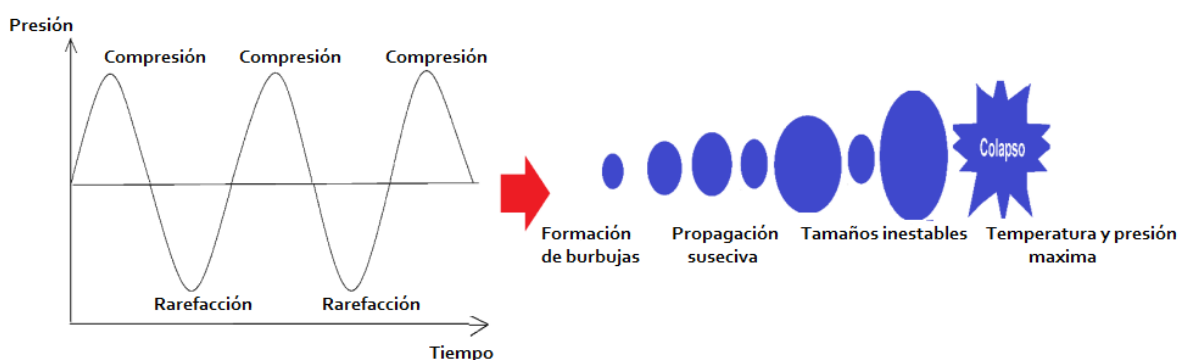 Presión
Compresión Compresión Compresión
Rarefacción Rarefacción
Tiempo
Colapso
Formación
de burbujas
Propagación
suseciva
Tamaños inestables
Temperatura y presión
maxima